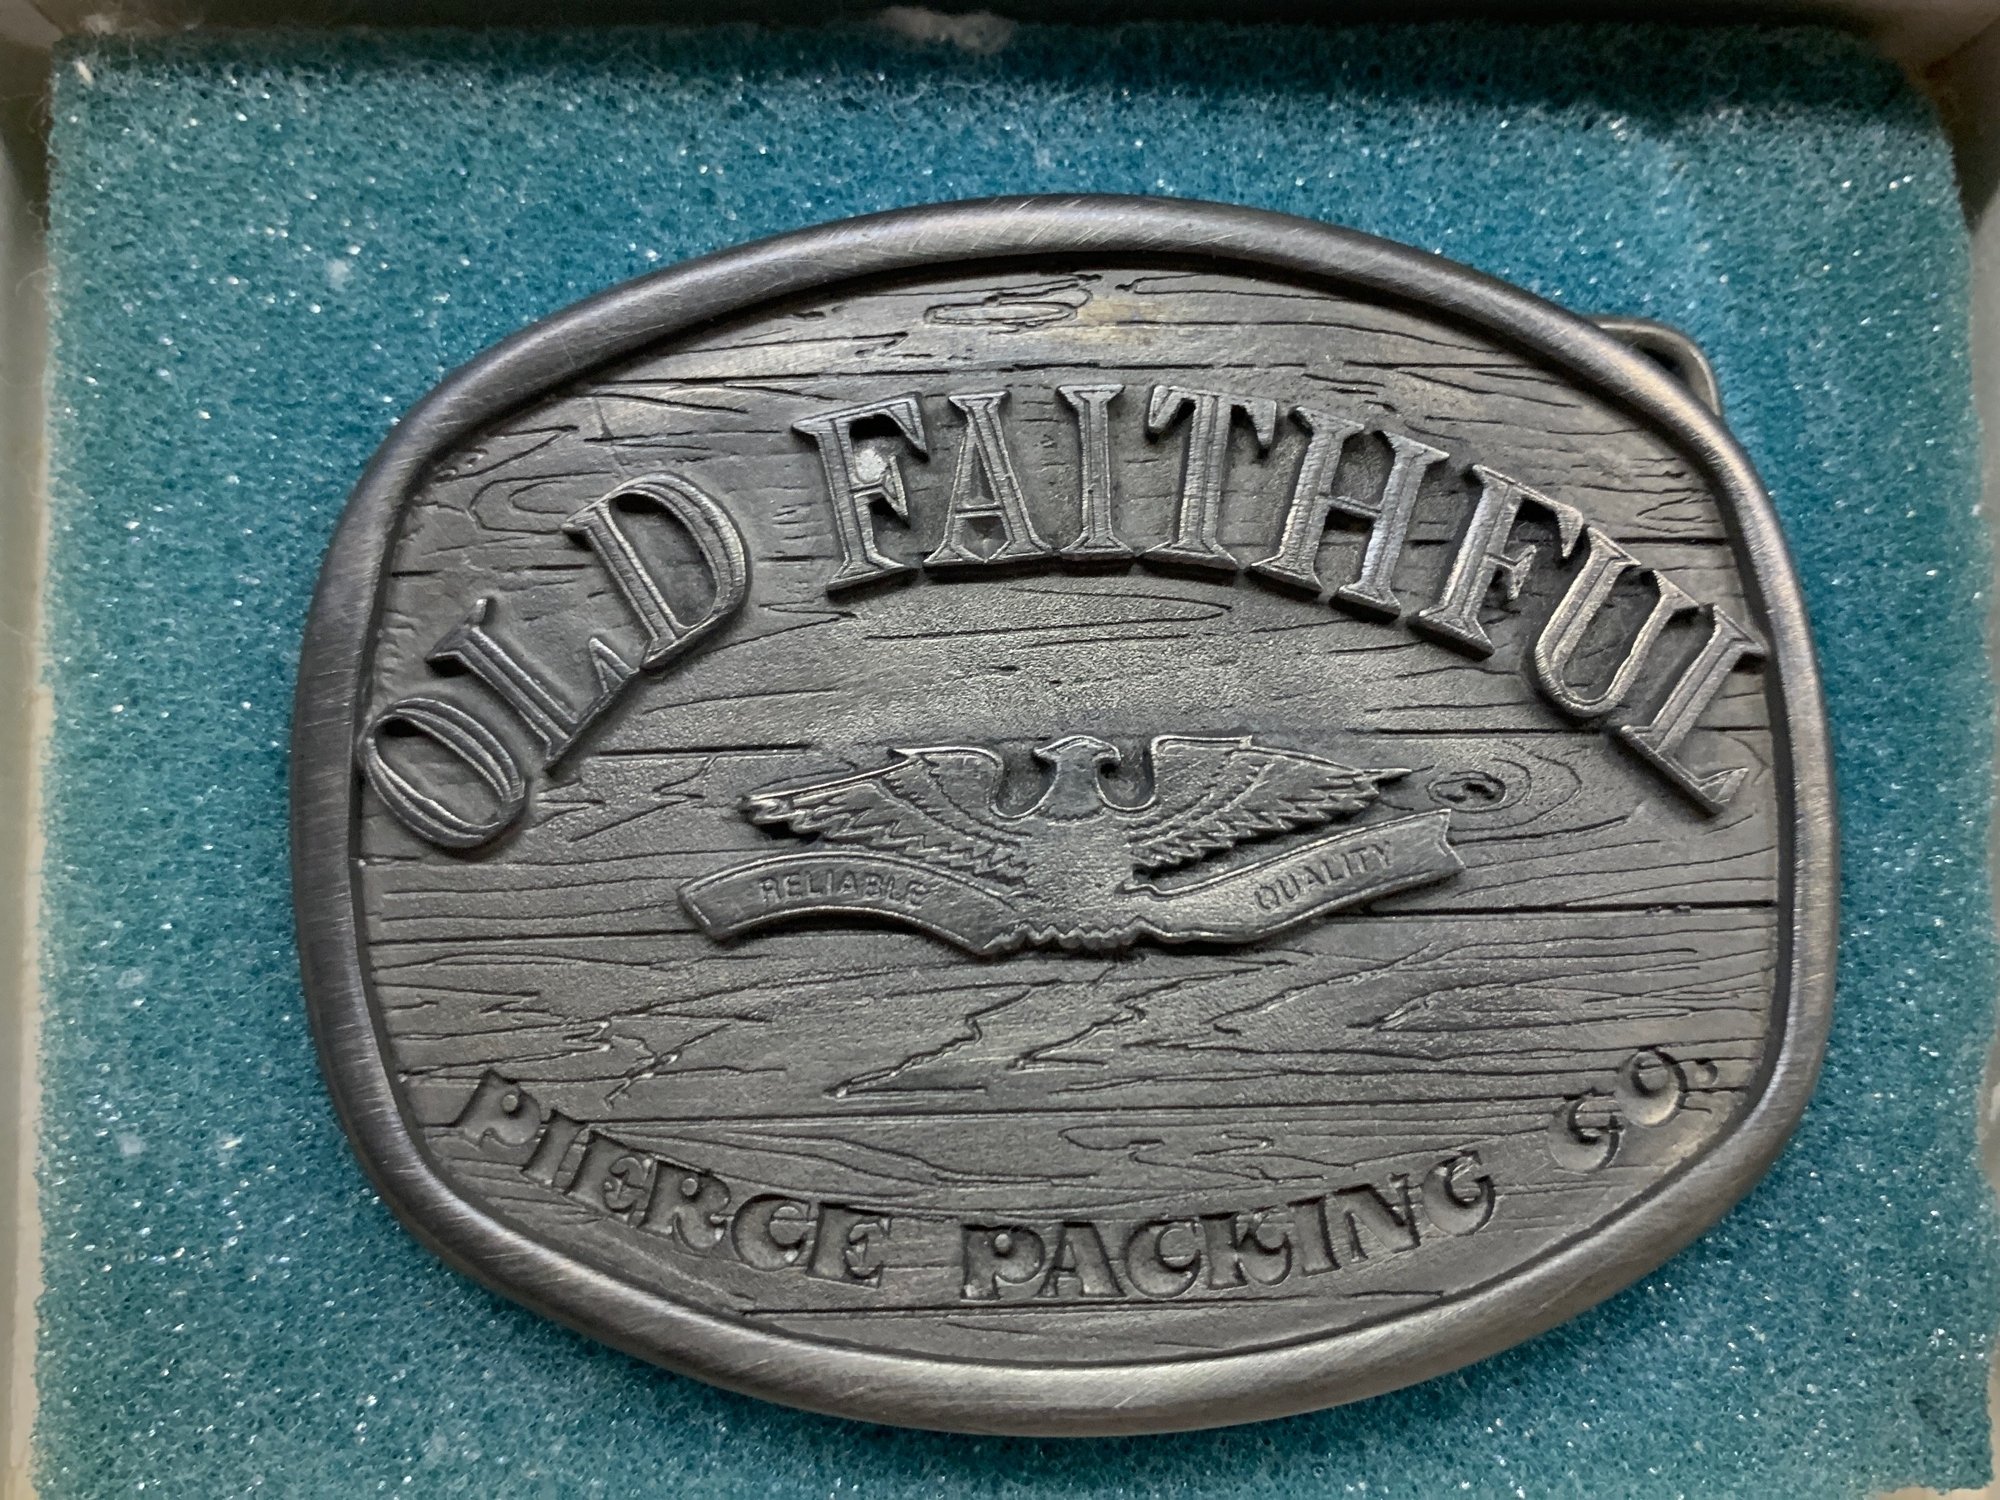 OLD FAITHFUL
RELIABLE QUALITY
PIERCE PACKING CO.